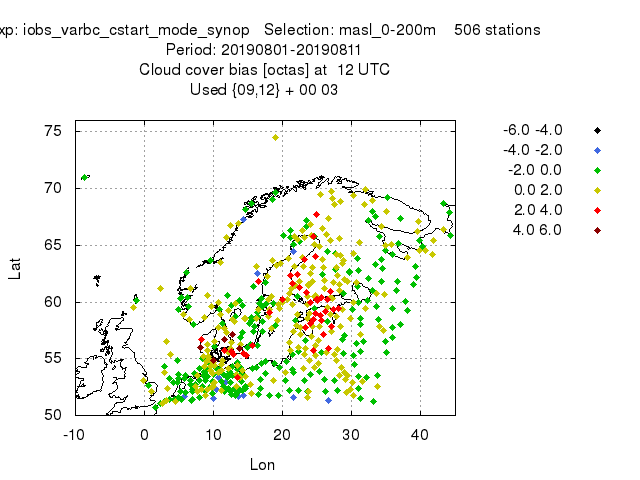 xp: iobs_varbc_cstart_mode_synop Selection: masl_0-200m 506 stations
Period: 20190801-20190811
Cloud cover bias [octas] at 12 UTC
Used {09,12} + 00 03
-6.0 -4.0
-4.0 -2.0
-2.0 0.0
0.0 2.0
2.0 4.0
4.0 6.0
75
70
65
60
55
50
Lat
-10 0 10 20 30 40
Lon